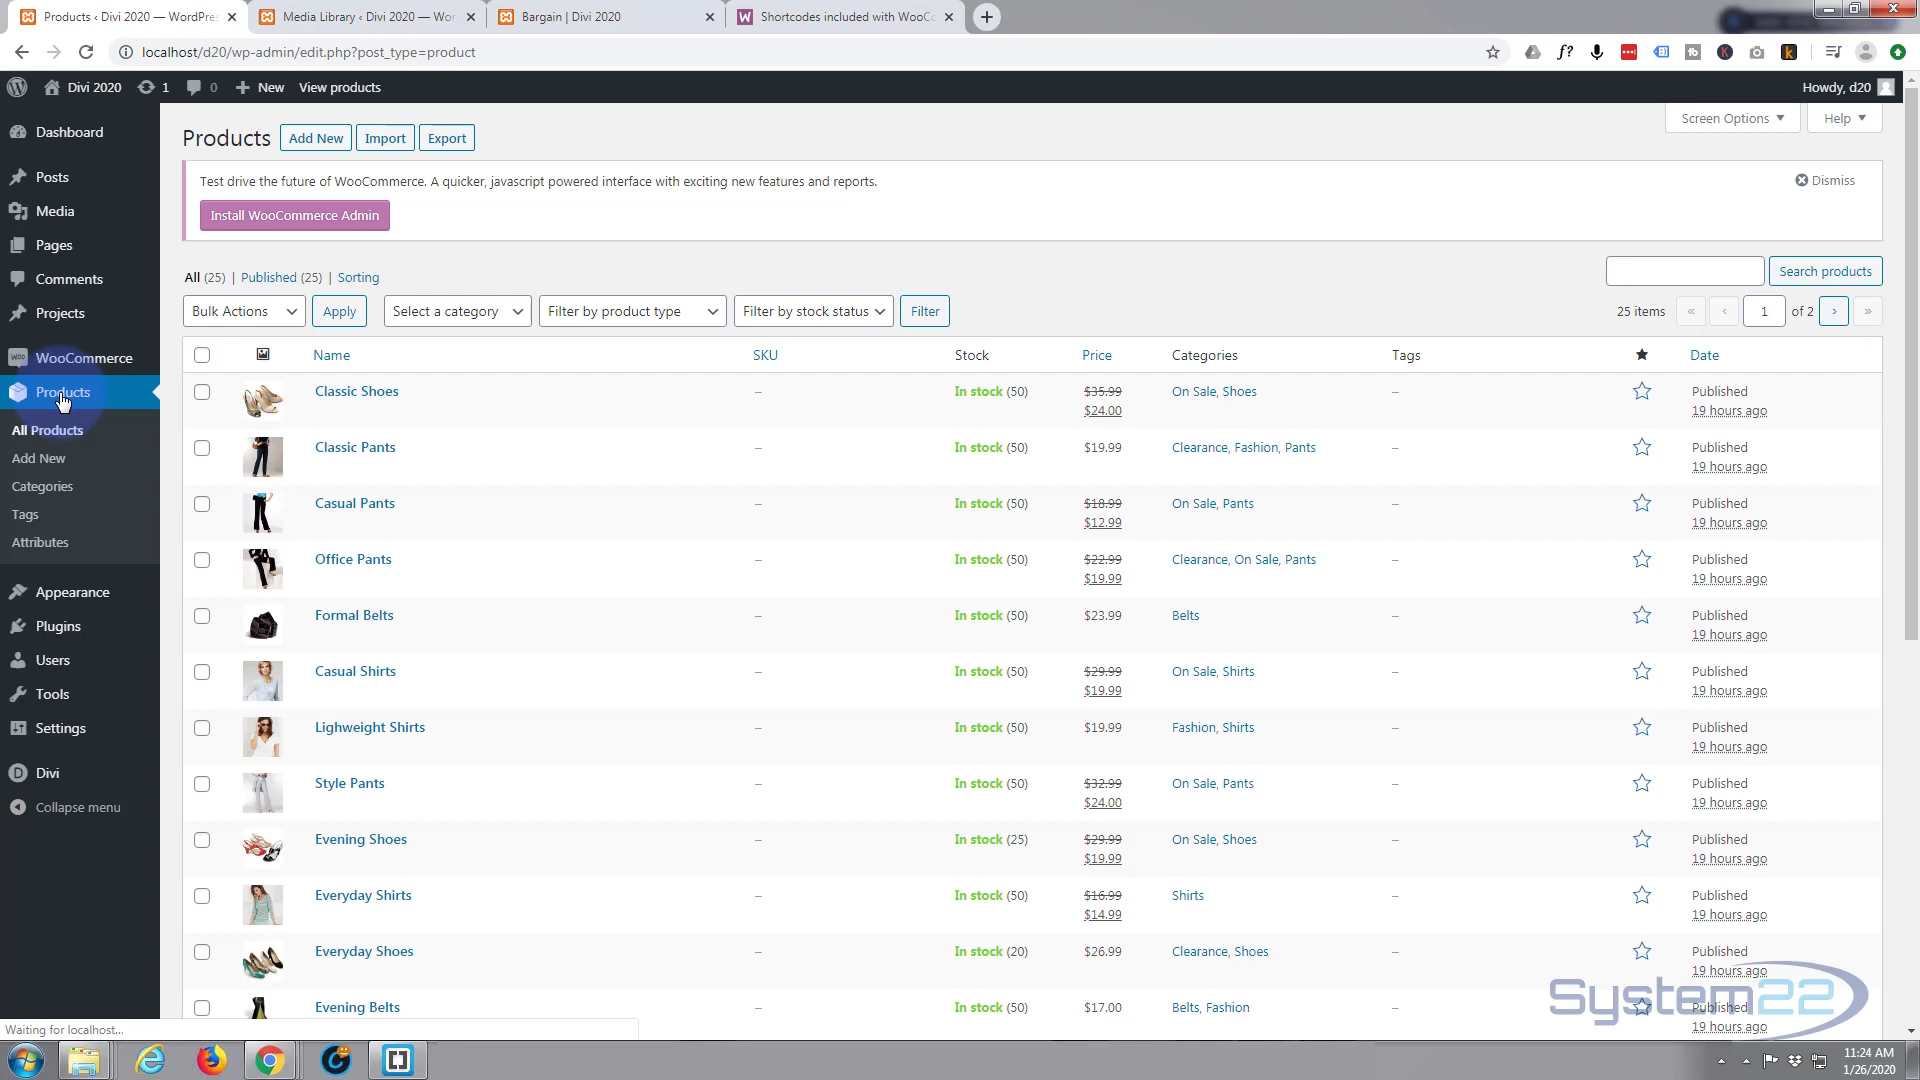 Products ‹ Divi 2020 — WordPres
Media Library ‹ Divi 2020 — Wor
Bargain | Divi 2020
Shortcodes included with WooCo
localhost/d20/wp-admin/edit.php?post_type=product
Divi 2020 1 0 New View products Howdy, d20
Dashboard
Posts
Media
Pages
Comments
Projects
WooCommerce
Products
All Products
Add New
Categories
Tags
Attributes
Appearance
Plugins
Users
Tools
Settings
Divi
Collapse menu
Screen Options Help
Products Add New Import Export
Test drive the future of WooCommerce. A quicker, javascript powered interface with exciting new features and reports.
Dismiss
Install WooCommerce Admin
All (25) | Published (25) | Sorting
Search products
Bulk Actions Apply Select a category Filter by product type Filter by stock status Filter
25 items « ‹ 1 of 2 › »
Name SKU Stock Price Categories Tags Date
Classic Shoes – In stock (50) $35.99 On Sale, Shoes – Published
$24.00 19 hours ago
Classic Pants – In stock (50) $19.99 Clearance, Fashion, Pants – Published
19 hours ago
Casual Pants – In stock (50) $18.99 On Sale, Pants – Published
$12.99 19 hours ago
Office Pants – In stock (50) $22.99 Clearance, On Sale, Pants – Published
$19.99 19 hours ago
Formal Belts – In stock (50) $23.99 Belts – Published
19 hours ago
Casual Shirts – In stock (50) $29.99 On Sale, Shirts – Published
$19.99 19 hours ago
Lighweight Shirts – In stock (50) $19.99 Fashion, Shirts – Published
19 hours ago
Style Pants – In stock (50) $32.99 On Sale, Pants – Published
$24.00 19 hours ago
Evening Shoes – In stock (25) $29.99 On Sale, Shoes – Published
$19.99 19 hours ago
Everyday Shirts – In stock (50) $16.99 Shirts – Published
$14.99 19 hours ago
Everyday Shoes – In stock (20) $26.99 Clearance, Shoes – Published
19 hours ago
Evening Belts – In stock (50) $17.00 Belts, Fashion – Published
19 hours ago
System22
Waiting for localhost...
11:24 AM
1/26/2020